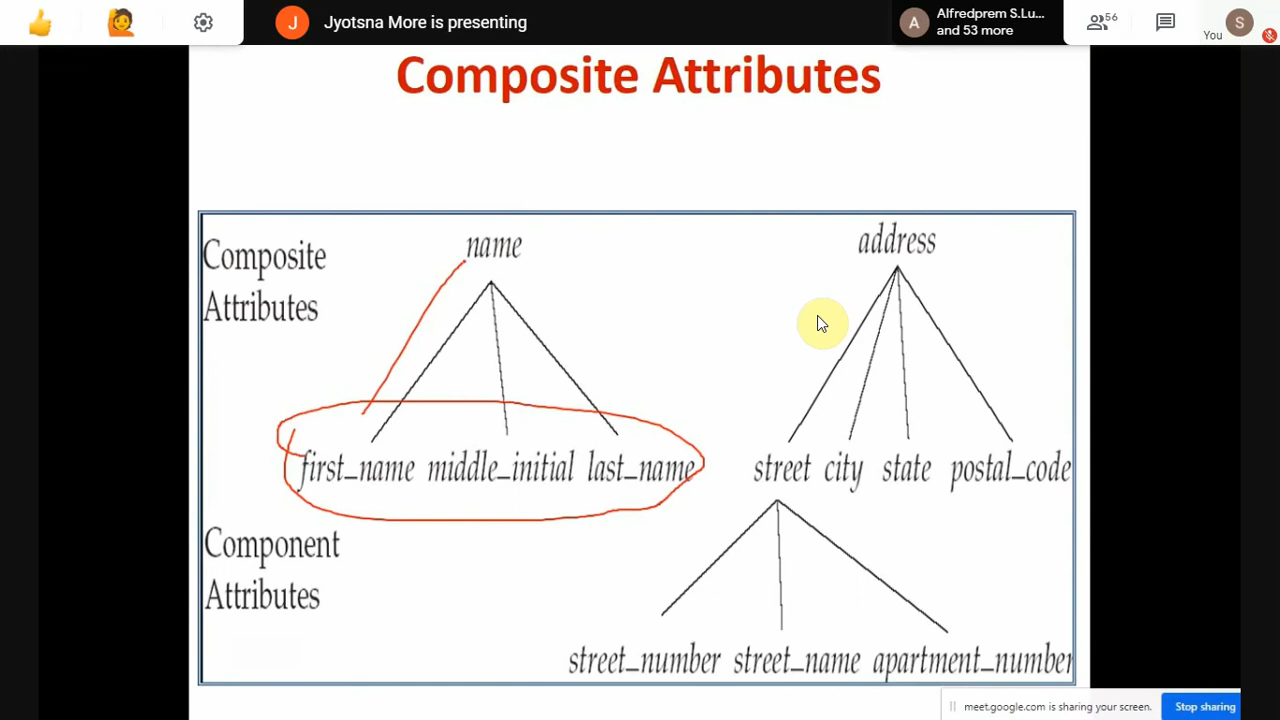 J
Jyotsna More is presenting
A
Alfredprem S.Lu...
and 53 more
56
You
S
Composite Attributes
Composite
Attributes
name
address
first_name middle_initial last_name
street city state postal_code
Component
Attributes
street_number street_name apartment_number
meet.google.com is sharing your screen.
Stop sharing